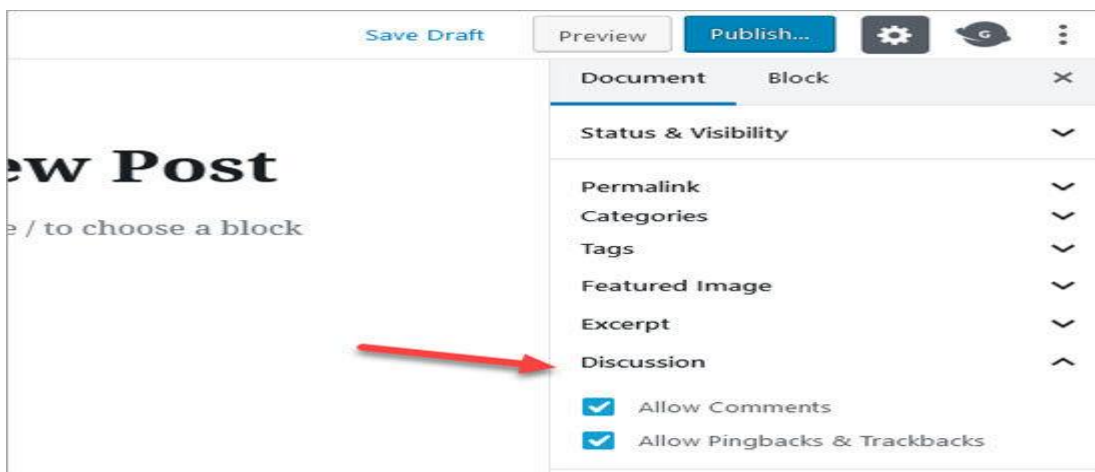 Save Draft Preview Publish...
Document Block
Status & Visibility
ew Post
Permalink
e / to choose a block
Categories
Tags
Featured Image
Excerpt
Discussion
Allow Comments
Allow Pingbacks & Trackbacks